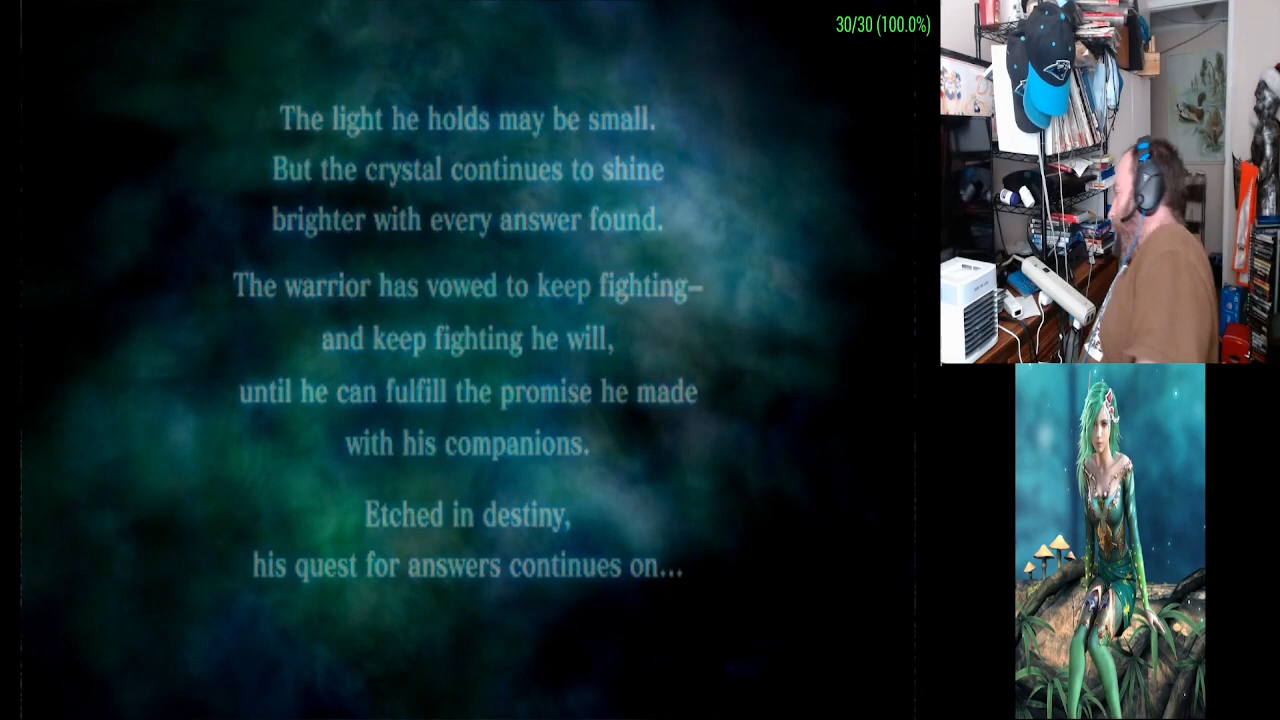 30/30 (100.0%)
The light he holds may be small.
But the crystal continues to shine
brighter with every answer found.
The warrior has vowed to keep fighting–
and keep fighting he will,
until he can fulfill the promise he made
with his companions.
Etched in destiny,
his quest for answers continues on...